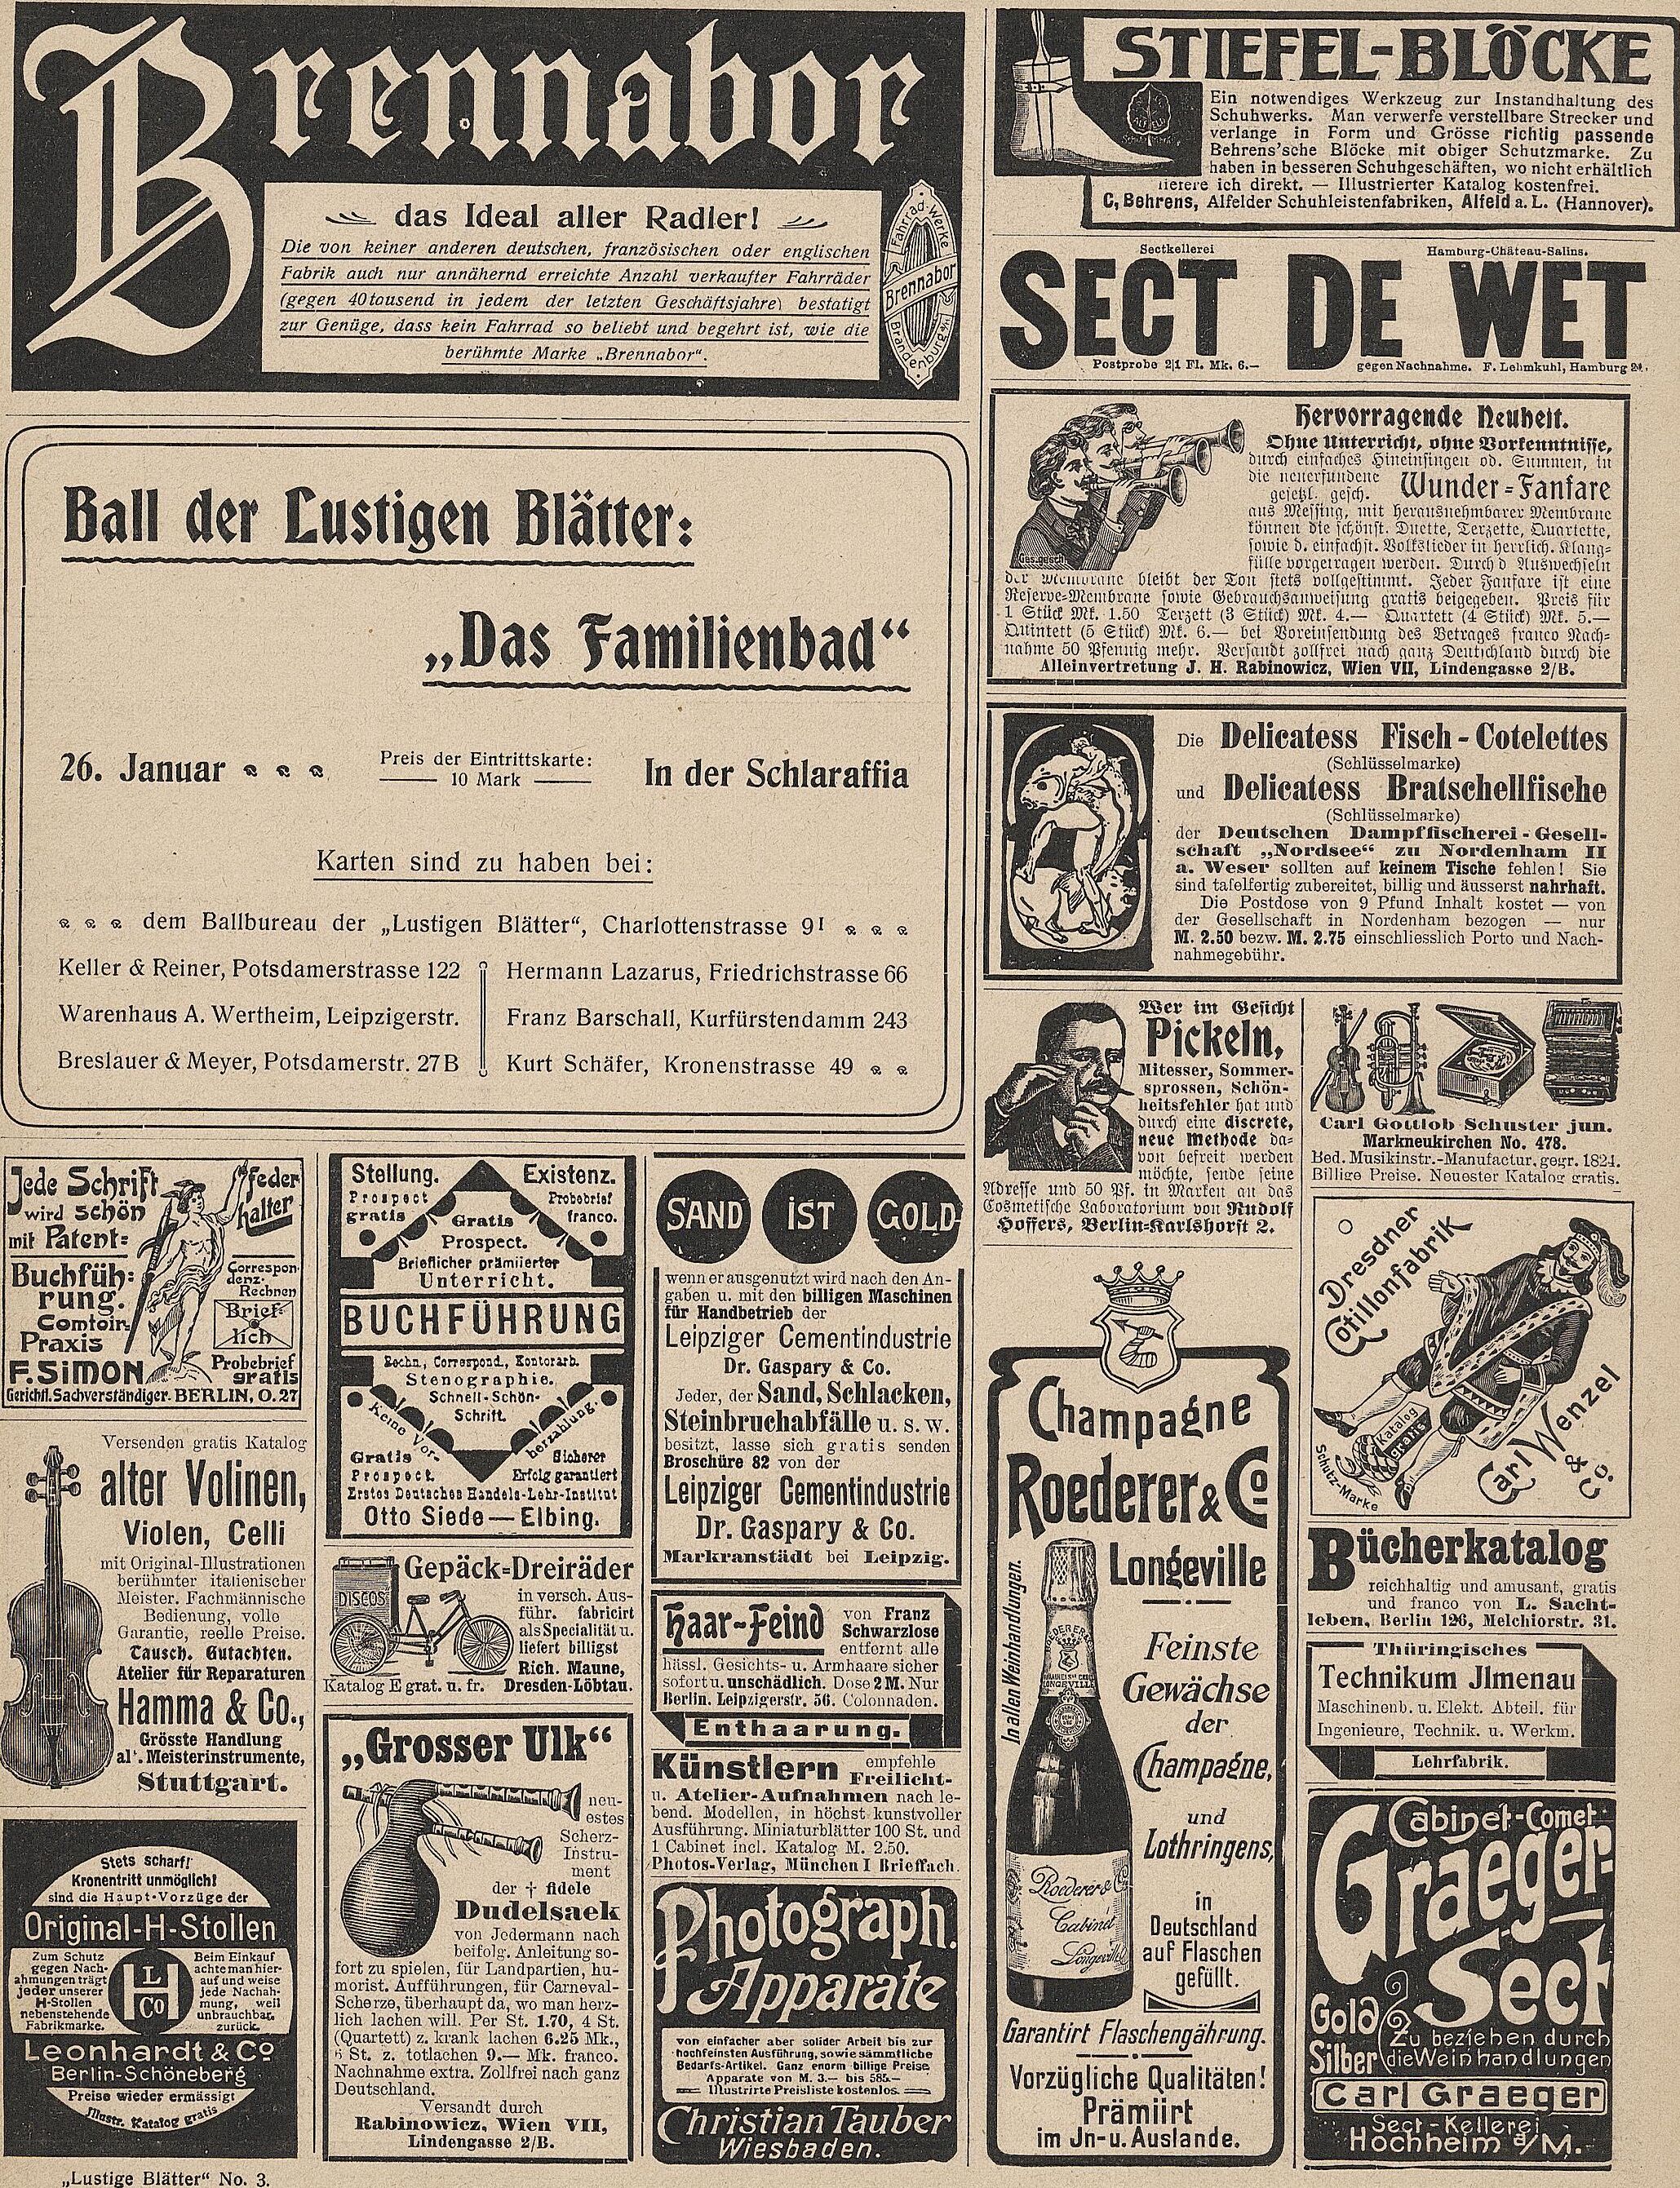 Brennabor
das Ideal aller Radler!
Die von keiner anderen deutschen, französischen oder englischen
Fabrik auch nur annähernd erreichte Anzahl verkaufter Fahrräder
(gegen 40tousend in jedem der letzten Geschäftsjahre) bestatigt
zur Genüge, dass kein Fahrrad so beliebt und begehrt ist, wie die
berühmte Marke „Brennabor“.
Fahrrad-Werke
Brennabor
Brandenburg a/H.
Ball der Lustigen Blätter:
„Das Familienbad“
26. Januar
Preis der Eintrittskarte:
10 Mark
In der Schlaraffia
Karten sind zu haben bei:
dem Ballbureau der „Lustigen Blätter“, Charlottenstrasse 9I
Keller & Reiner, Potsdamerstrasse 122
Warenhaus A. Wertheim, Leipzigerstr.
Breslauer & Meyer, Potsdamerstr. 27B
Hermann Lazarus, Friedrichstrasse 66
Franz Barschall, Kurfürstendamm 243
Kurt Schäfer, Kronenstrasse 49
Jede Schrift
wird schön
mit Patent-
feder
halter
Buchfüh-
rung.
Comtoir-
Praxis
Correspon-
denz.
Rechnen
Brief-
lich
F. SIMON
Probebrief
gratis
Gerichtl. Sachverständiger. BERLIN, O. 27
Versenden gratis Katalog
alter Volinen,
Violen, Celli
mit Original-Illustrationen
berühmter italienischer
Meister. Fachmännische
Bedienung, volle
Garantie, reelle Preise.
Tausch. Gutachten.
Atelier für Reparaturen
Hamma & Co.,
Grösste Handlung
alt. Meisterinstrumente,
Stuttgart.
Stets scharf!
Kronentritt unmöglich!
sind die Haupt-Vorzüge der
Original-H-Stollen
Zum Schutz
gegen Nach-
ahmungen trägt
jeder unserer
H-Stollen
nebenstehende
Fabrikmarke.
L
H
Co
Beim Einkauf
achte man hier-
auf und weise
jede Nachah-
mung, weil
unbrauchbar,
zurück.
Leonhardt & Co
Berlin-Schöneberg
Preise wieder ermässigt
Illustr. Katalog gratis
„Lustige Blätter“ No. 3.
Stellung.
Existenz.
Prospect
gratis
Probebrief
franco.
Gratis
Prospect.
Brieflicher prämiierter
Unterricht.
BUCHFÜHRUNG
Rechn., Correspond., Kontorarb.
Stenographie.
Schnell-Schön-
Schrift.
Keine Vor-
herzahlung.
Gratis
Prospect.
Sicherer
Erfolg garantiert
Erstes Deutsches Handels-Lehr-Institut
Otto Siede — Elbing.
DISCOS
Gepäck-Dreiräder
in versch. Aus-
führ. fabricirt
als Specialität u.
liefert billigst
Rich. Maune,
Katalog E grat. u. fr. Dresden-Löbtau.
„Grosser Ulk“
neu-
estes
Scherz-
Instru-
ment
der † fidele
Dudelsack
von Jedermann nach
beifolg. Anleitung so-
fort zu spielen, für Landpartien, hu-
morist. Aufführungen, für Carneval-
Scherze, überhaupt da, wo man herz-
lich lachen will. Per St. 1.70, 4 St.
(Quartett) z. krank lachen 6.25 Mk.,
6 St. z. totlachen 9.— Mk. franco.
Nachnahme extra. Zollfrei nach ganz
Deutschland.
Versandt durch
Rabinowicz, Wien VII,
Lindengasse 2/B.
SAND IST GOLD
wenn er ausgenutzt wird nach den An-
gaben u. mit den billigen Maschinen
für Handbetrieb der
Leipziger Cementindustrie
Dr. Gaspary & Co.
Jeder, der Sand, Schlacken,
Steinbruchabfälle u. s. w.
besitzt, lasse sich gratis senden
Broschüre 82 von der
Leipziger Cementindustrie
Dr. Gaspary & Co.
Markranstädt bei Leipzig.
Haar-Feind
von Franz
Schwarzlose
entfernt alle
hässl. Gesichts- u. Armhaare sicher
sofort u. unschädlich. Dose 2 M. Nur
Berlin. Leipzigerstr. 56. Colonnaden.
Enthaarung.
Künstlern empfehle
Freilicht-
u. Atelier-Aufnahmen nach le-
bend. Modellen, in höchst kunstvoller
Ausführung. Miniaturblätter 100 St. und
1 Cabinet incl. Katalog M. 2.50.
Photos-Verlag, München I Brieffach.
Photograph.
Apparate
von einfacher aber solider Arbeit bis zur
hochfeinsten Ausführung, sowie sämmtliche
Bedarfs-Artikel. Ganz enorm billige Preise
Apparate von M. 3.— bis 585.—
Illustrirte Preisliste kostenlos.
Christian Tauber
Wiesbaden.
STIEFEL-BLÖCKE
Ein notwendiges Werkzeug zur Instandhaltung des
Schuhwerks. Man verwerfe verstellbare Strecker und
verlange in Form und Grösse richtig passende
Behrens'sche Blöcke mit obiger Schutzmarke. Zu
haben in besseren Schuhgeschäften, wo nicht erhältlich
liefere ich direkt. — Illustrierter Katalog kostenfrei.
C. Behrens, Alfelder Schuhleistenfabriken, Alfeld a. L. (Hannover).
Sectkellerei
Hamburg-Château-Salins.
SECT DE WET
Postprobe 2|1 Fl. Mk. 6.—
gegen Nachnahme. F. Lehmkuhl, Hamburg 24.
Hervorragende Neuheit.
Ohne Unterricht, ohne Vorkenntnisse,
durch einfaches Hineinsingen od. Summen, in
die neuerfundene
gesetzl. gesch. Wunder-Fanfare
aus Messing, mit herausnehmbarer Membrane
können die schönst. Duette, Terzette, Quartette,
sowie d. einfachst. Volkslieder in herrlich. Klang-
fülle vorgetragen werden. Durch d Auswechseln
der Membrane bleibt der Ton stets vollgestimmt. Jeder Fanfare ist eine
Reserve-Membrane sowie Gebrauchsanweisung gratis beigegeben. Preis für
1 Stück Mk. 1.50 Terzett (3 Stück) Mk. 4.— Quartett (4 Stück) Mk. 5.—
Quintett (5 Stück) Mk. 6.— bei Voreinsendung des Betrages franco Nach-
nahme 50 Pfennig mehr. Versandt zollfrei nach ganz Deutschland durch die
Alleinvertretung J. H. Rabinowicz, Wien VII, Lindengasse 2/B.
Ges. gesch.
Die Delicatess Fisch-Cotelettes
(Schlüsselmarke)
und Delicatess Bratschellfische
(Schlüsselmarke)
der Deutschen Dampffischerei-Gesell-
schaft „Nordsee“ zu Nordenham II
a. Weser sollten auf keinem Tische fehlen! Sie
sind tafelfertig zubereitet, billig und äusserst nahrhaft.
Die Postdose von 9 Pfund Inhalt kostet — von
der Gesellschaft in Nordenham bezogen — nur
M. 2.50 bezw. M. 2.75 einschliesslich Porto und Nach-
nahmegebühr.
Wer im Gesicht
Pickeln,
Mitesser, Sommer-
sprossen, Schön-
heitsfehler hat und
durch eine discrete,
neue Methode da-
von befreit werden
möchte, sende seine
Adresse und 50 Pf. in Marken an das
Cosmetische Laboratorium von Rudolf
Hoffers, Berlin-Karlshorst 2.
Carl Gottlob Schuster jun.
Markneukirchen No. 478.
Bed. Musikinstr.-Manufactur, gegr. 1824.
Billige Preise. Neuester Katalog gratis.
Dresdner
Cotillonfabrik
Katalog
gratis
Schutz-Marke
Carl Wenzel
& Co.
Champagne
Roederer & Co
Longeville
In allen Weinhandlungen.
Feinste
Gewächse
der
Champagne,
und
Lothringens,
in
Deutschland
auf Flaschen
gefüllt.
Roederer & Co
Cabinet
Longeville
Garantirt Flaschengährung.
Vorzügliche Qualitäten!
Prämiirt
im Jn- u. Auslande.
Bücherkatalog
reichhaltig und amusant, gratis
und franco von L. Sacht-
leben, Berlin 126, Melchiorstr. 31.
Thüringisches
Technikum Jlmenau
Maschinenb. u. Elekt. Abteil. für
Ingenieure, Technik. u. Werkm.
Lehrfabrik.
Cabinet-Comet
Graeger-
Sect
Gold
Silber
Zu beziehen durch
die Weinhandlungen
Carl Graeger
Sect-Kellerei
Hochheim a/M.